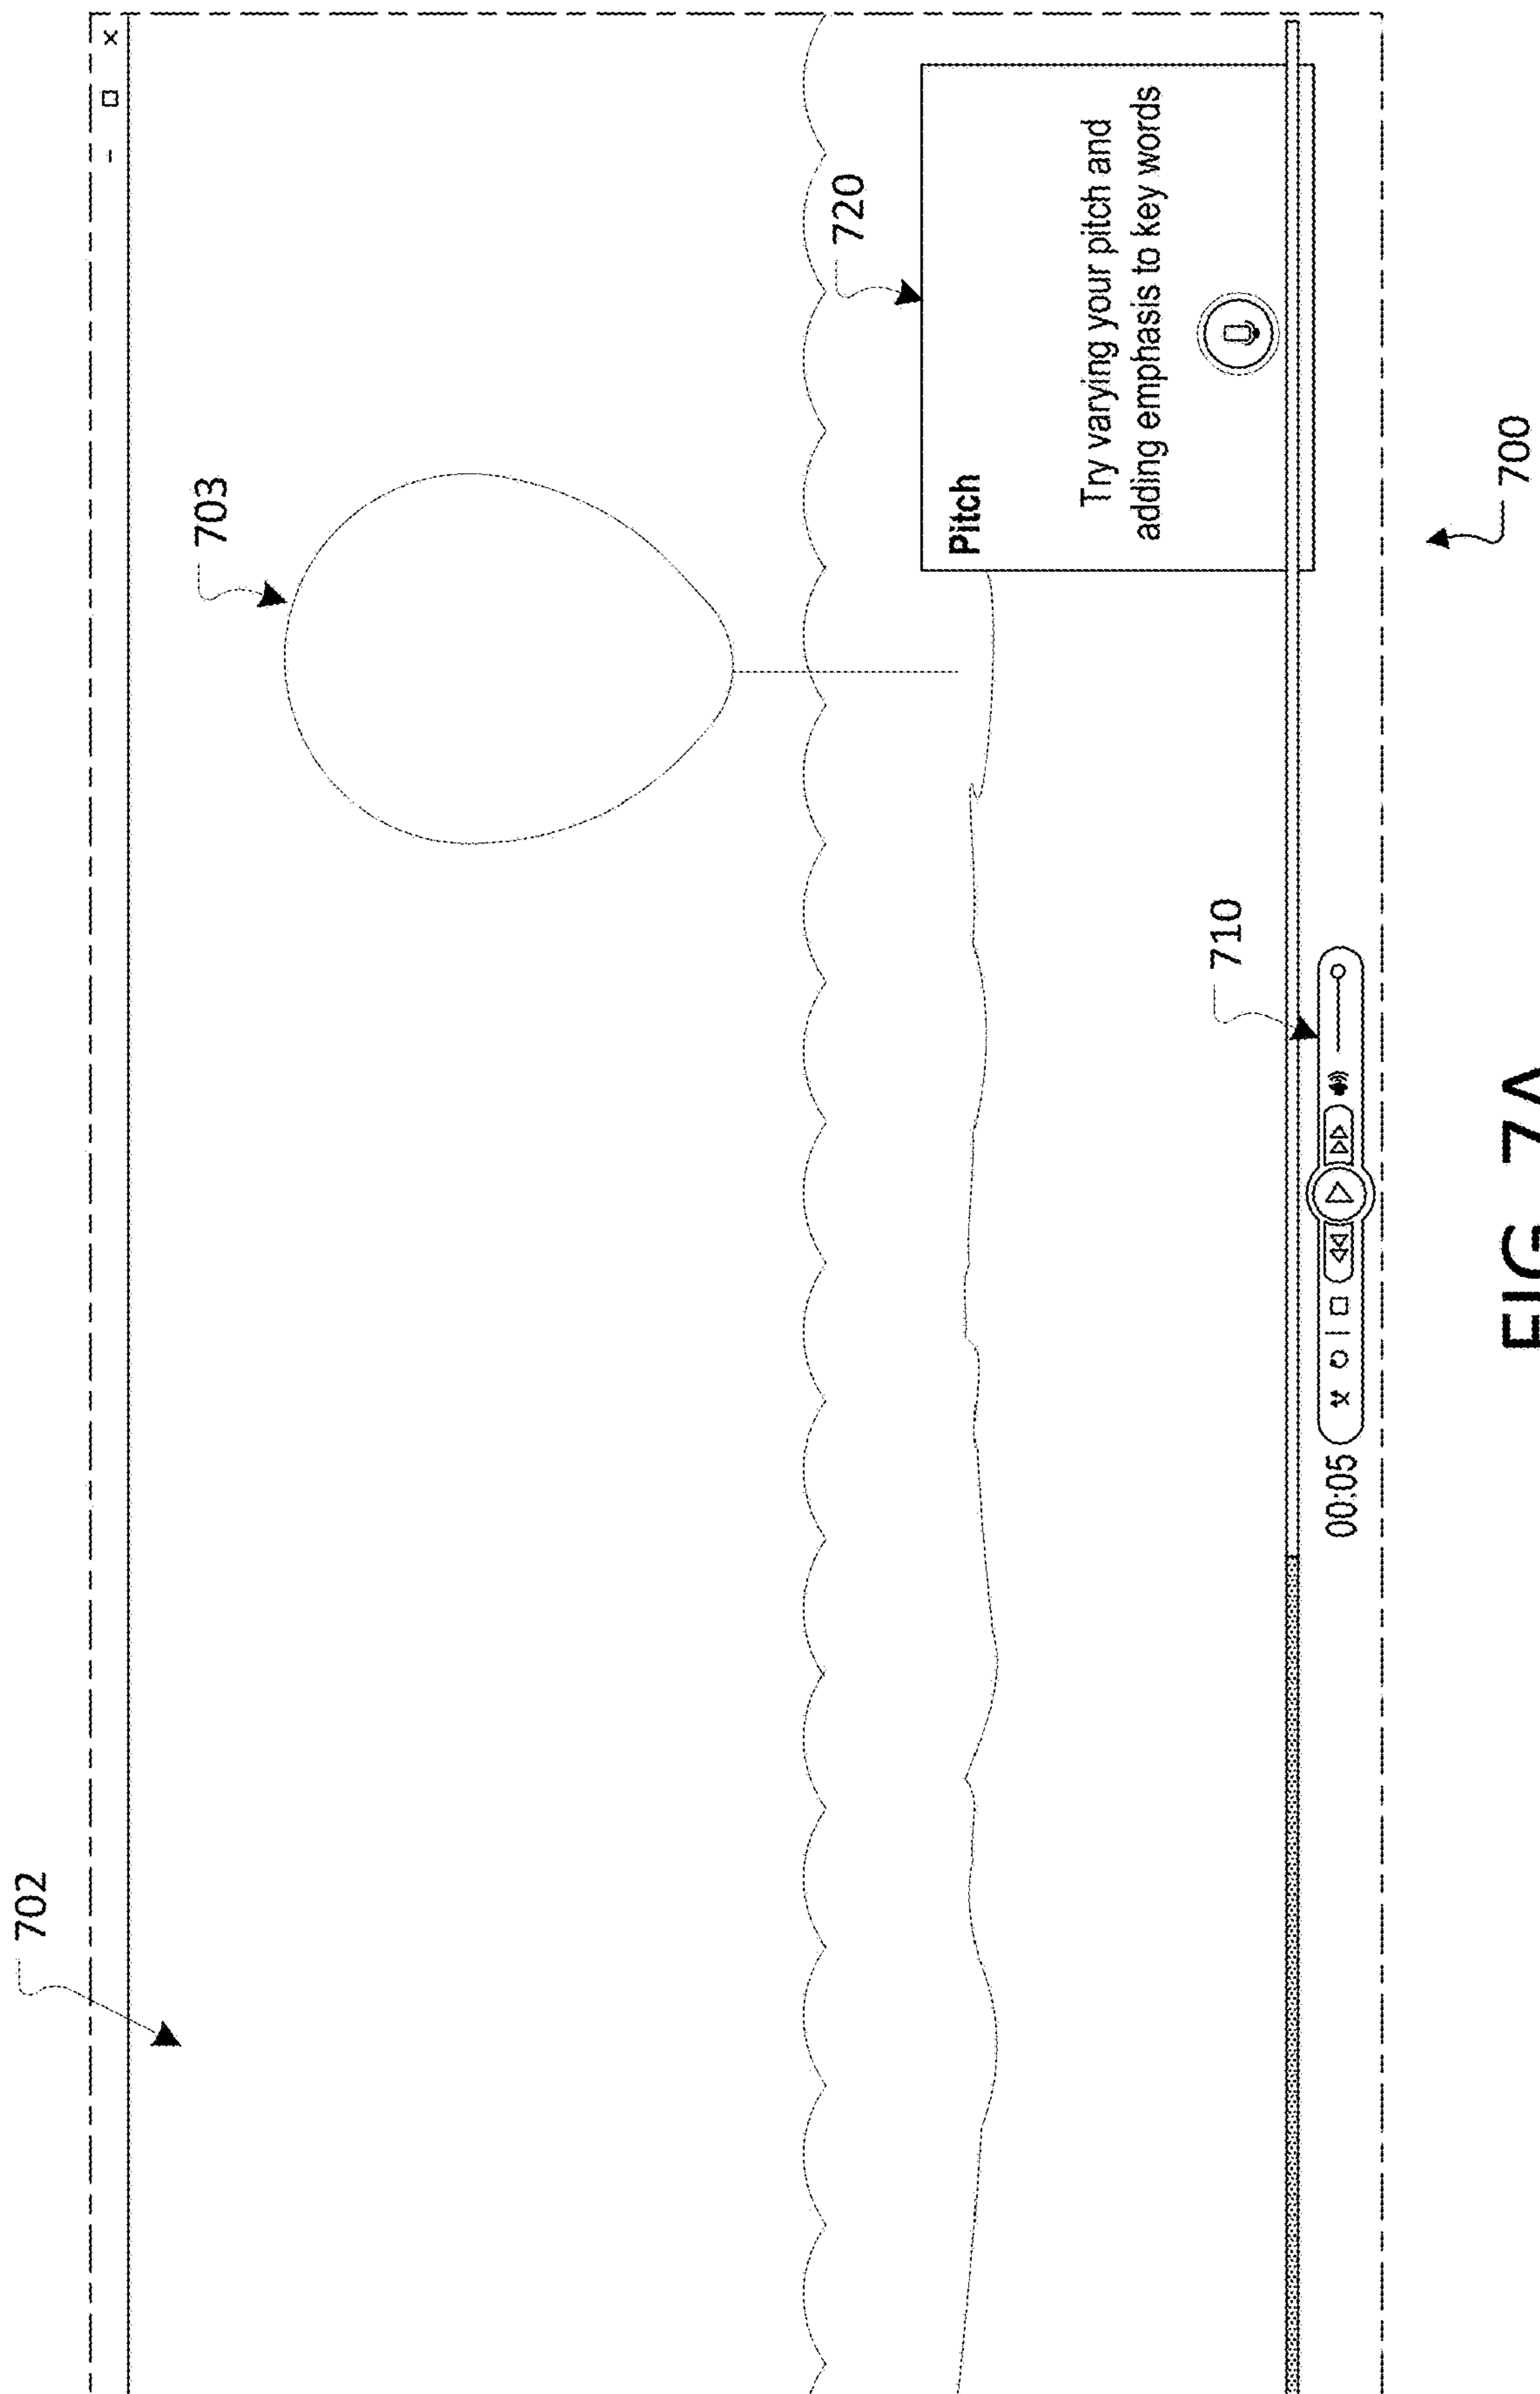 702
703
720
Pitch
Try varying your pitch and
adding emphasis to key words
710
00:05
700
FIG. 7A